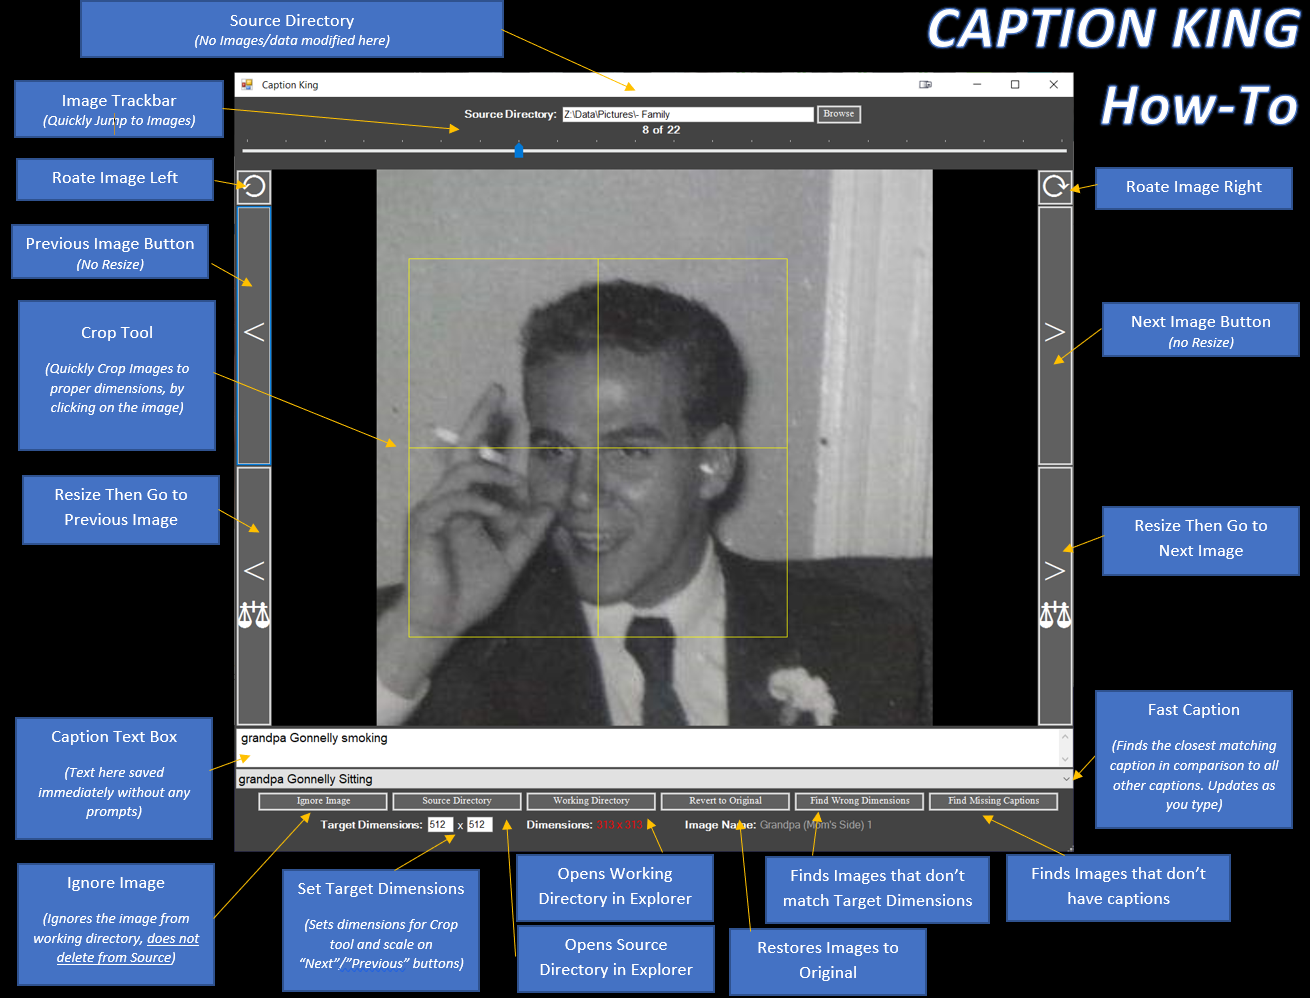 CAPTION KING
How-To
Source Directory
(No Images/data modified here)
Image Trackbar
(Quickly Jump to Images)
Roate Image Left
Previous Image Button
(No Resize)
Crop Tool
(Quickly Crop Images to
proper dimensions, by
clicking on the image)
Resize Then Go to
Previous Image
Caption Text Box
(Text here saved
immediately without any
prompts)
Ignore Image
(Ignores the image from
working directory, does not
delete from Source)
Caption King
Source Directory: Z:\Data\Pictures\- Family Browse
8 of 22
<
>
<
>
grandpa Gonnelly smoking
grandpa Gonnelly Sitting
Ignore Image Source Directory Working Directory Revert to Original Find Wrong Dimensions Find Missing Captions
Target Dimensions: 512 x 512 Dimensions: 313 x 313 Image Name: Grandpa (Mom's Side) 1
Roate Image Right
Next Image Button
(no Resize)
Resize Then Go to
Next Image
Fast Caption
(Finds the closest matching
caption in comparison to all
other captions. Updates as
you type)
Set Target Dimensions
(Sets dimensions for Crop
tool and scale on
“Next”/”Previous” buttons)
Opens Working
Directory in Explorer
Opens Source
Directory in Explorer
Restores Images to
Original
Finds Images that don’t
match Target Dimensions
Finds Images that don’t
have captions